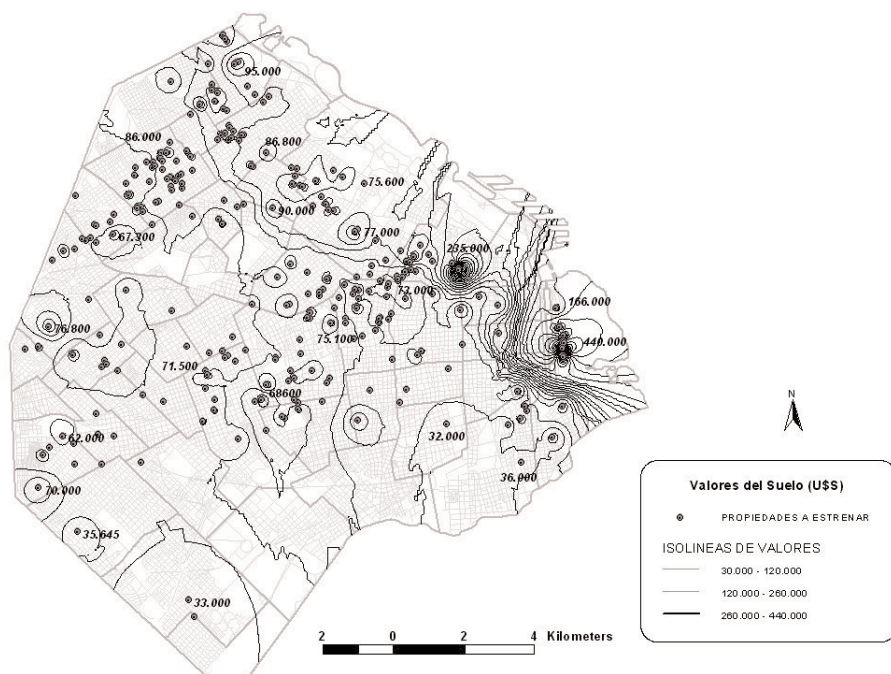 95.000
86.000
86.800
75.600
90.000
67.300
77.000
235.000
73.000
166.000
76.800
440.000
75.100
71.500
68600
32.000
62.000
36.000
70.000
35.645
33.000
N
2 0 2 4 Kilometers
Valores del Suelo (U$S)
PROPIEDADES A ESTRENAR
ISOLINEAS DE VALORES
30.000 - 120.000
120.000 - 260.000
260.000 - 440.000